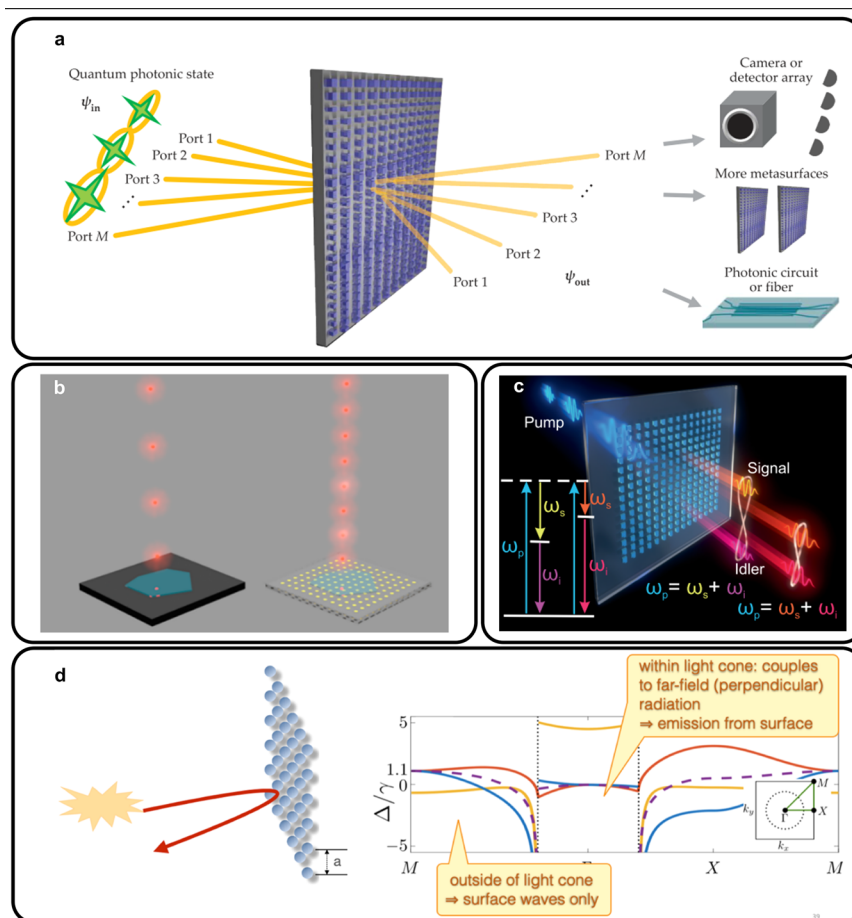 a
Quantum photonic state
ψin
Port 1
Port 2
Port 3
⋮
Port M
Port M
⋮
Port 3
Port 2
Port 1
ψout
Camera or
detector array
More metasurfaces
Photonic circuit
or fiber
b
c
Pump
Signal
Idler
ωp
ωs
ωi
ωs
ωi
ωp= ωs+ ωi
ωp= ωs+ ωi
d
a
within light cone: couples
to far-field (perpendicular)
radiation
⇒ emission from surface
5
1.1
0
−5
Δ/γ
M
X
M
M
X
Γ
ky
kx
outside of light cone
⇒ surface waves only